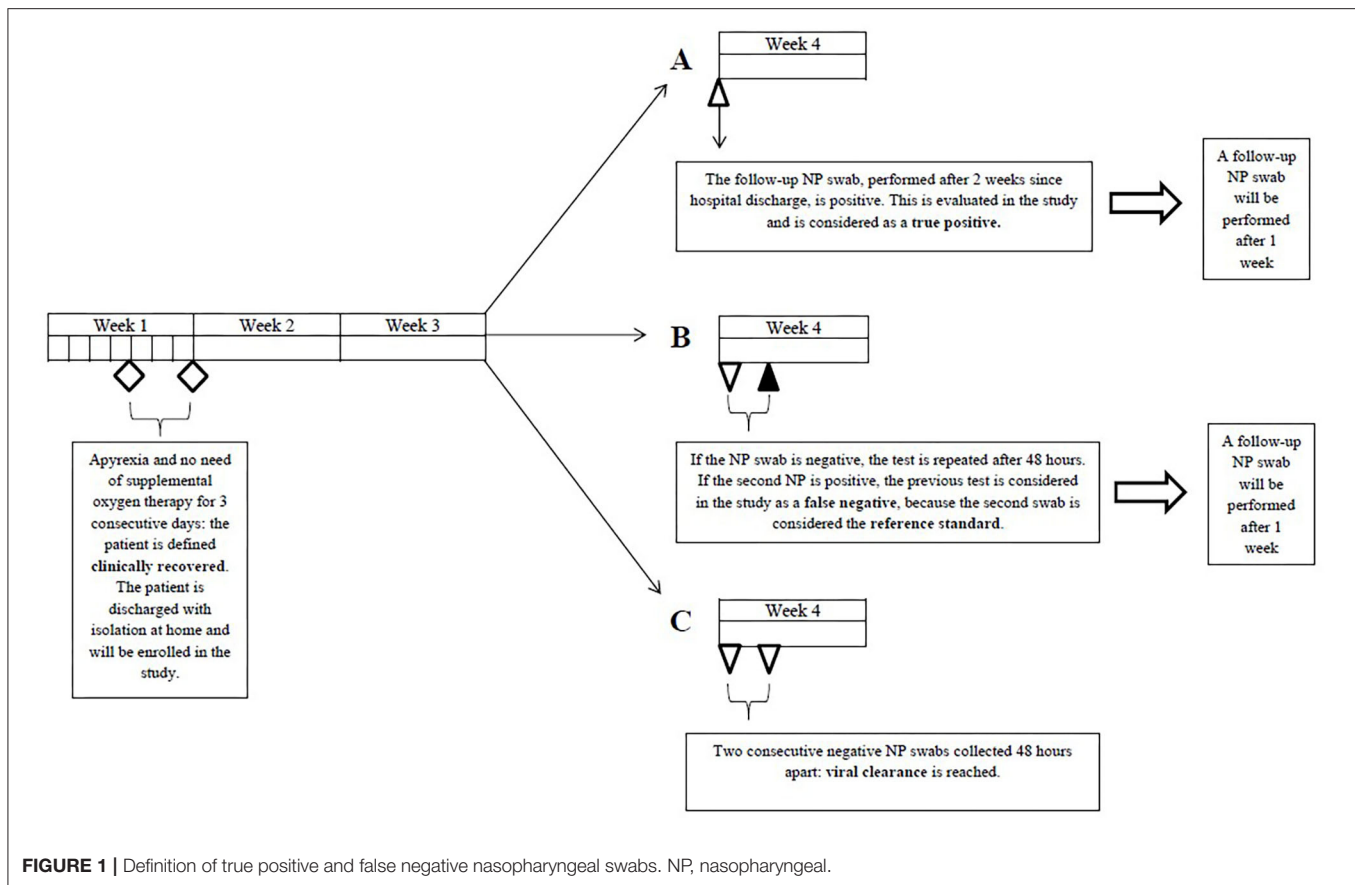 A
Week 4
The follow-up NP swab, performed after 2 weeks since
hospital discharge, is positive. This is evaluated in the study
and is considered as a true positive.
A follow-up
NP swab
will be
performed
after 1
week
Week 1
Week 2
Week 3
Apyrexia and no need
of supplemental
oxygen therapy for 3
consecutive days: the
patient is defined
clinically recovered.
The patient is
discharged with
isolation at home and
will be enrolled in the
study.
B
Week 4
If the NP swab is negative, the test is repeated after 48 hours.
If the second NP is positive, the previous test is considered
in the study as a false negative, because the second swab is
considered the reference standard.
A follow-up
NP swab
will be
performed
after 1
week
C
Week 4
Two consecutive negative NP swabs collected 48 hours
apart: viral clearance is reached.
FIGURE 1 | Definition of true positive and false negative nasopharyngeal swabs. NP, nasopharyngeal.